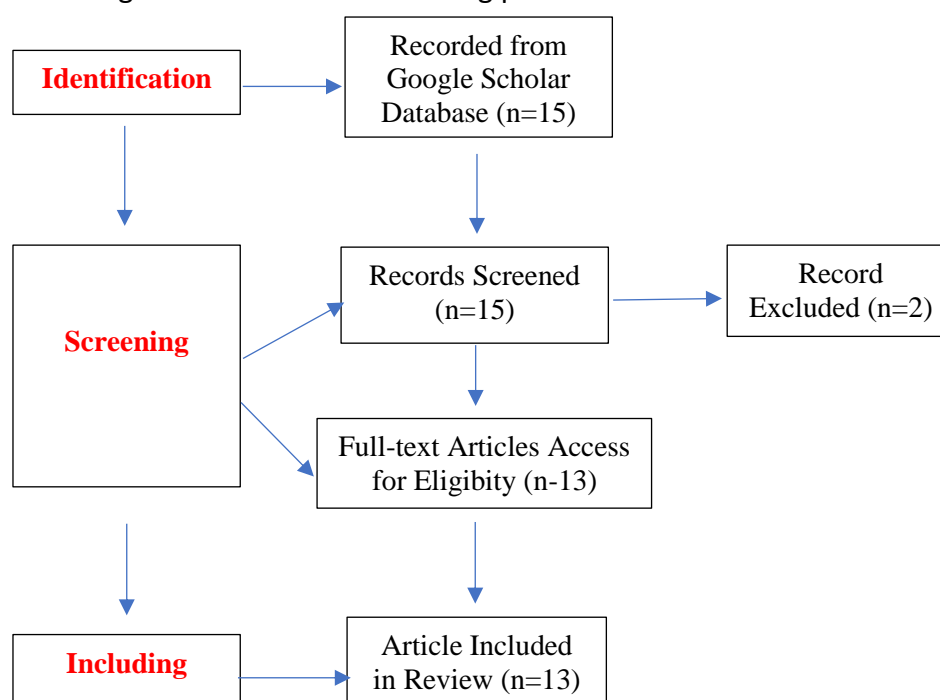 Identification
Recorded from
Google Scholar
Database (n=15)
Screening
Records Screened
(n=15)
Record
Excluded (n=2)
Full-text Articles Access
for Eligibity (n-13)
Including
Article Included
in Review (n=13)